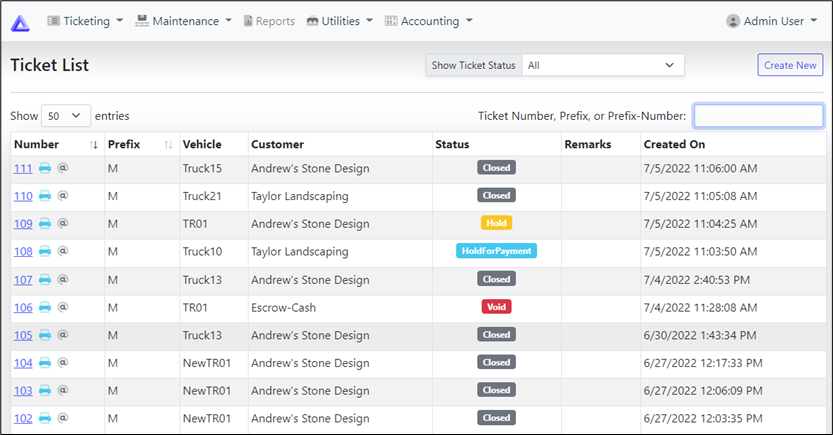 Ticketing Maintenance Reports Utilities Accounting Admin User
Ticket List Show Ticket Status All Create New
Show 50 entries Ticket Number, Prefix, or Prefix-Number:
Number Prefix Vehicle Customer Status Remarks Created On
111 M Truck15 Andrew's Stone Design Closed 7/5/2022 11:06:00 AM
110 M Truck21 Taylor Landscaping Closed 7/5/2022 11:05:08 AM
109 M TR01 Andrew's Stone Design Hold 7/5/2022 11:04:25 AM
108 M Truck10 Taylor Landscaping HoldForPayment 7/5/2022 11:03:50 AM
107 M Truck13 Andrew's Stone Design Closed 7/4/2022 2:40:53 PM
106 M TR01 Escrow-Cash Void 7/4/2022 11:28:08 AM
105 M Truck13 Andrew's Stone Design Closed 6/30/2022 1:43:34 PM
104 M NewTR01 Andrew's Stone Design Closed 6/27/2022 12:17:33 PM
103 M NewTR01 Andrew's Stone Design Closed 6/27/2022 12:06:09 PM
102 M NewTR01 Andrew's Stone Design Closed 6/27/2022 12:03:35 PM